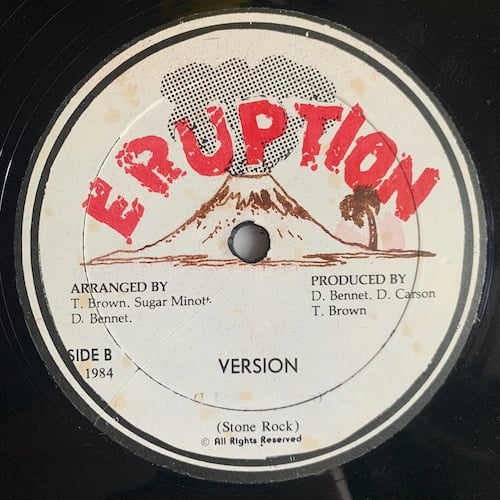 ERUPTION
ARRANGED BY
T. Brown. Sugar Minott.
D. Bennet.
PRODUCED BY
D. Bennet. D. Carson
T. Brown
SIDE B
1984
VERSION
(Stone Rock)
© All Rights Reserved